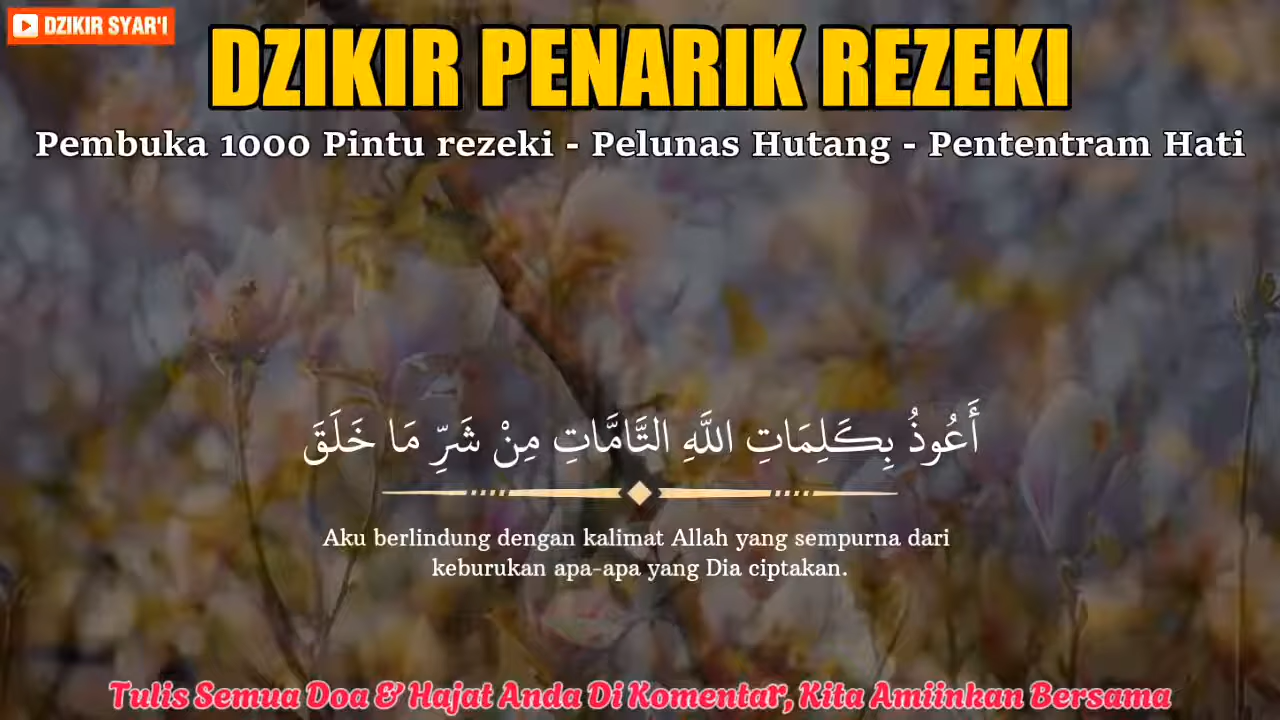 DZIKIR SYAR'I
DZIKIR PENARIK REZEKI
Pembuka 1000 Pintu rezeki - Pelunas Hutang - Pententram Hati
أَعُوذُ بِكَلِمَاتِ اللَّهِ التَّامَّاتِ مِنْ شَرِّ مَا خَلَقَ
Aku berlindung dengan kalimat Allah yang sempurna dari
keburukan apa-apa yang Dia ciptakan.
Tulis Semua Doa & Hajat Anda Di Komentar, Kita Amiinkan Bersama